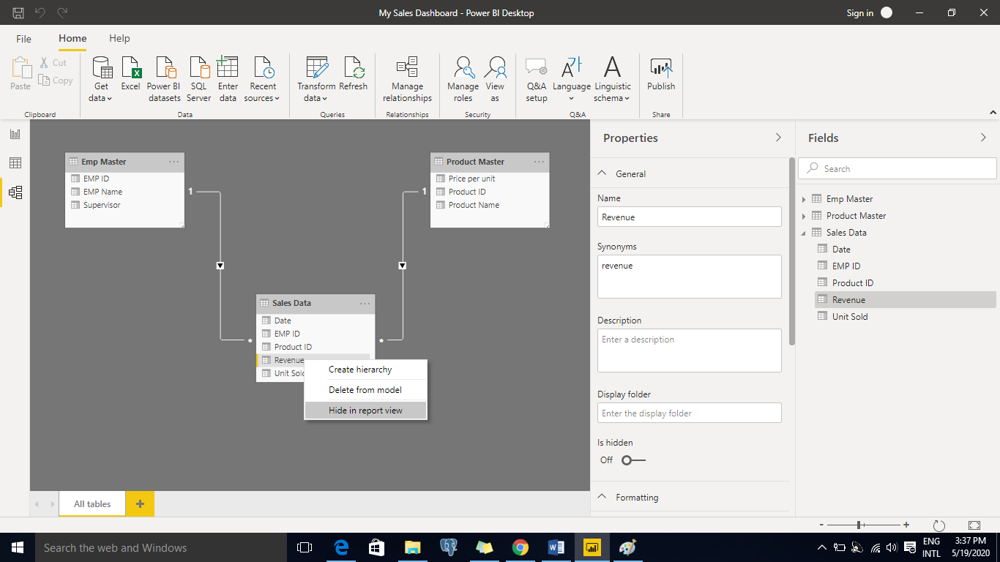 My Sales Dashboard - Power BI Desktop
Sign in
File
Home
Help
Paste
Cut
Copy
Clipboard
Get data
Excel
Power BI datasets
SQL Server
Enter data
Recent sources
Data
Transform data
Refresh
Queries
Manage relationships
Relationships
Manage roles
View as
Security
Q&A setup
Language
Linguistic schema
Q&A
Publish
Share
Emp Master
EMP ID
EMP Name
Supervisor
1
Product Master
Price per unit
Product ID
Product Name
1
Sales Data
Date
EMP ID
Product ID
Revenue
Unit Sold
*
*
Create hierarchy
Delete from model
Hide in report view
All tables
+
Properties
General
Name
Revenue
Synonyms
revenue
Description
Enter a description
Display folder
Enter the display folder
Is hidden
Off
Formatting
Fields
Search
Emp Master
Product Master
Sales Data
Date
EMP ID
Product ID
Revenue
Unit Sold
- +
Search the web and Windows
ENG
INTL
3:37 PM
5/19/2020